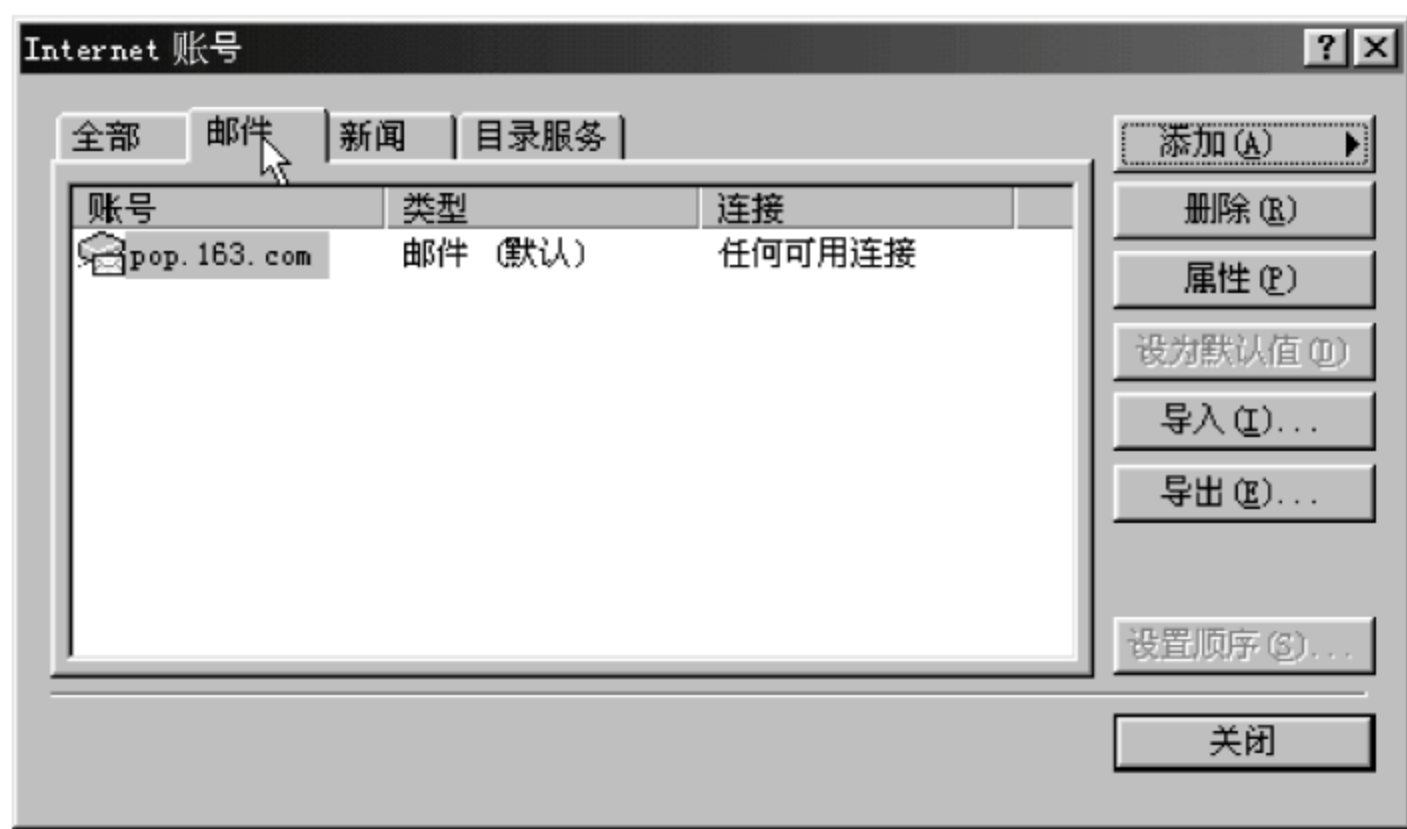 Internet 账号
全部 邮件 新闻 目录服务
账号 类型 连接
pop.163.com 邮件 (默认) 任何可用连接
添加(A)
删除(R)
属性(P)
设为默认值(D)
导入(I)...
导出(E)...
设置顺序(S)...
关闭